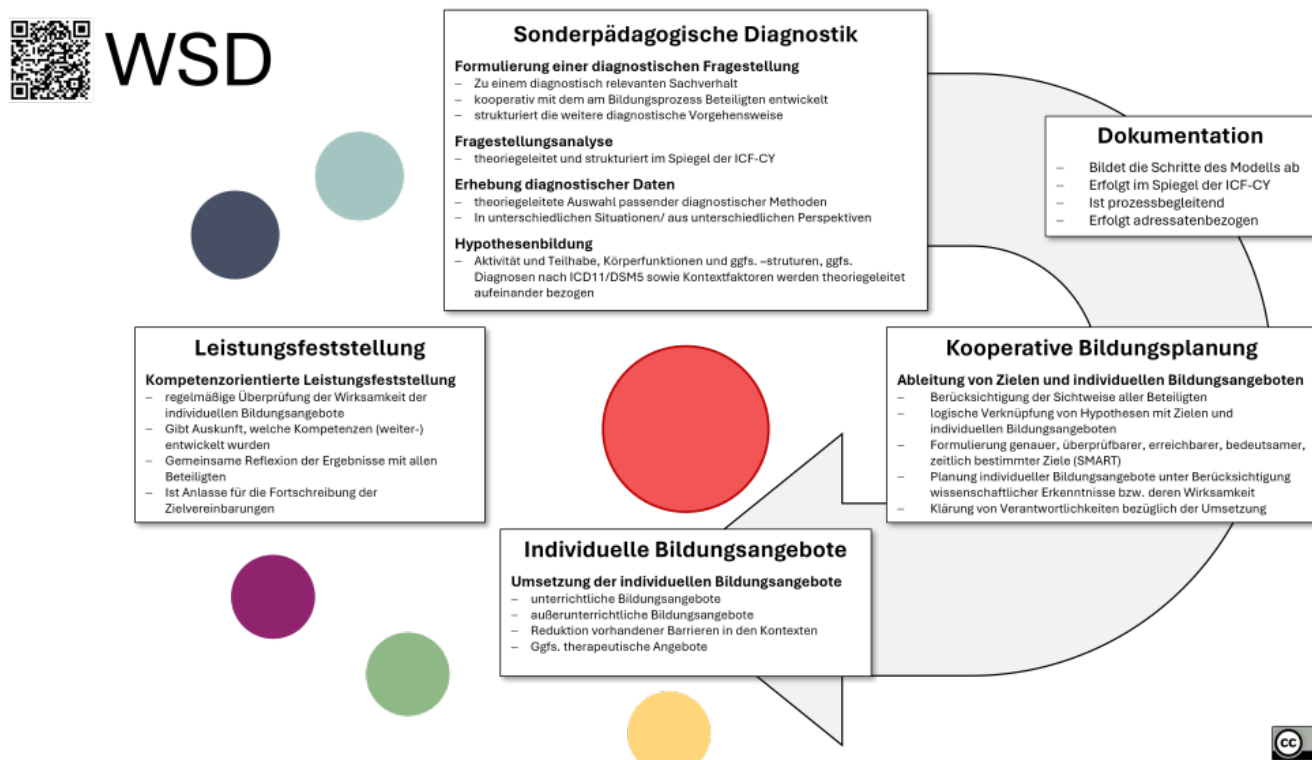 WSD
Sonderpädagogische Diagnostik
Formulierung einer diagnostischen Fragestellung
– Zu einem diagnostisch relevanten Sachverhalt
– kooperativ mit dem am Bildungsprozess Beteiligten entwickelt
– strukturiert die weitere diagnostische Vorgehensweise
Fragestellungsanalyse
– theoriegeleitet und strukturiert im Spiegel der ICF-CY
Erhebung diagnostischer Daten
– theoriegeleitete Auswahl passender diagnostischer Methoden
– In unterschiedlichen Situationen/ aus unterschiedlichen Perspektiven
Hypothesenbildung
– Aktivität und Teilhabe, Körperfunktionen und ggfs. –struturen, ggfs.
Diagnosen nach ICD11/DSM5 sowie Kontextfaktoren werden theoriegeleitet
aufeinander bezogen
Dokumentation
– Bildet die Schritte des Modells ab
– Erfolgt im Spiegel der ICF-CY
– Ist prozessbegleitend
– Erfolgt adressatenbezogen
Leistungsfeststellung
Kompetenzorientierte Leistungsfeststellung
– regelmäßige Überprüfung der Wirksamkeit der
individuellen Bildungsangebote
– Gibt Auskunft, welche Kompetenzen (weiter-)
entwickelt wurden
– Gemeinsame Reflexion der Ergebnisse mit allen
Beteiligten
– Ist Anlasse für die Fortschreibung der
Zielvereinbarungen
Kooperative Bildungsplanung
Ableitung von Zielen und individuellen Bildungsangeboten
– Berücksichtigung der Sichtweise aller Beteiligten
– logische Verknüpfung von Hypothesen mit Zielen und
individuellen Bildungsangeboten
– Formulierung genauer, überprüfbarer, erreichbarer, bedeutsamer,
zeitlich bestimmter Ziele (SMART)
– Planung individueller Bildungsangebote unter Berücksichtigung
wissenschaftlicher Erkenntnisse bzw. deren Wirksamkeit
– Klärung von Verantwortlichkeiten bezüglich der Umsetzung
Individuelle Bildungsangebote
Umsetzung der individuellen Bildungsangebote
– unterrichtliche Bildungsangebote
– außerunterrichtliche Bildungsangebote
– Reduktion vorhandener Barrieren in den Kontexten
– Ggfs. therapeutische Angebote
cc